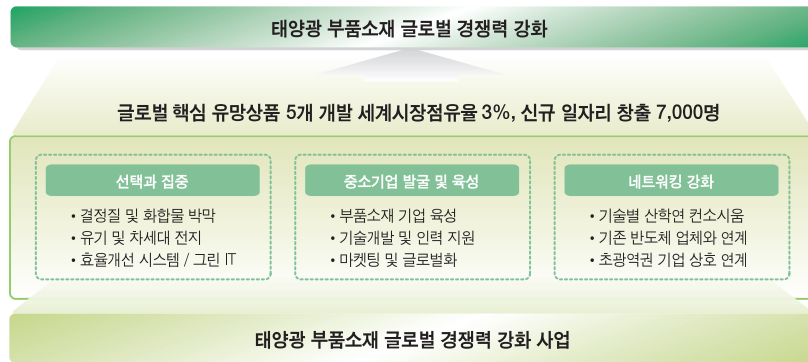 태양광 부품소재 글로벌 경쟁력 강화
글로벌 핵심 유망상품 5개 개발 세계시장점유율 3%, 신규 일자리 창출 7,000명
선택과 집중
• 결정질 및 화합물 박막
• 유기 및 차세대 전지
• 효율개선 시스템 / 그린 IT
중소기업 발굴 및 육성
• 부품소재 기업 육성
• 기술개발 및 인력 지원
• 마켓팅 및 글로벌화
네트워킹 강화
• 기술별 산학연 컨소시움
• 기존 반도체 업체와 연계
• 초광역권 기업 상호 연계
태양광 부품소재 글로벌 경쟁력 강화 사업